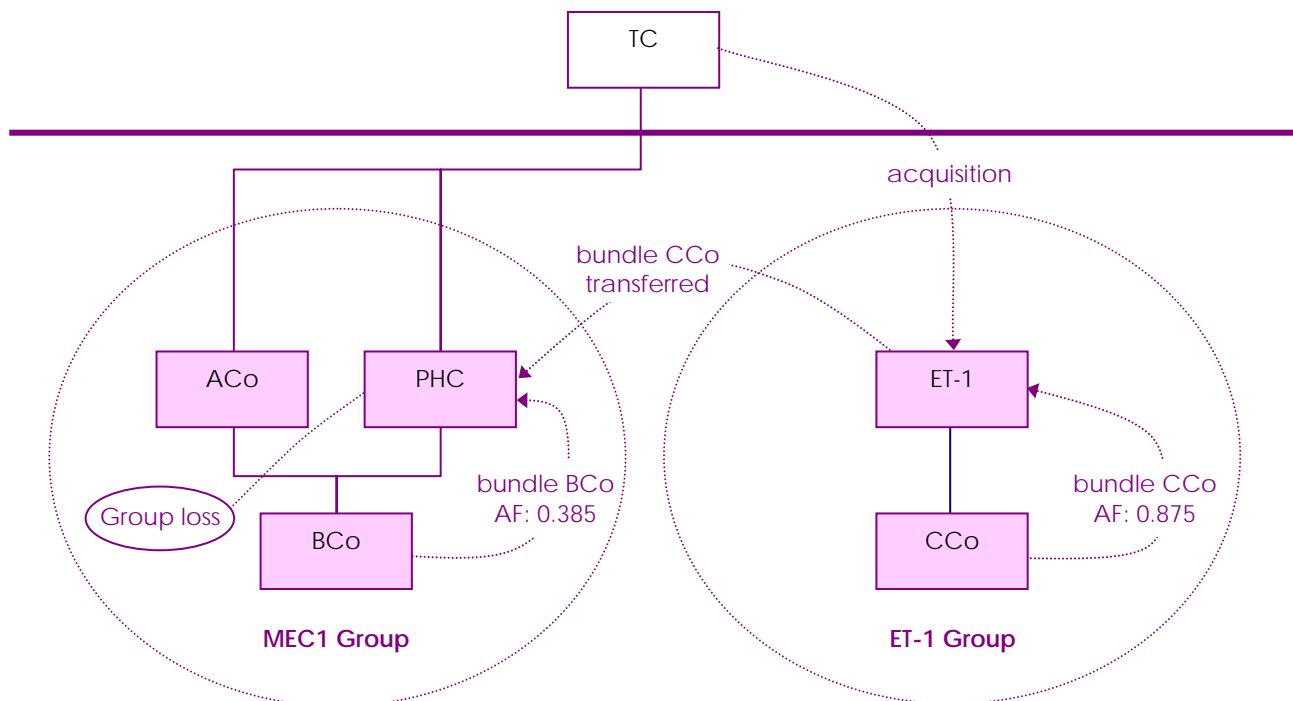 TC
acquisition
bundle CCo
transferred
ACo
PHC
ET-1
Group loss
bundle BCo
AF: 0.385
bundle CCo
AF: 0.875
BCo
CCo
MEC1 Group
ET-1 Group